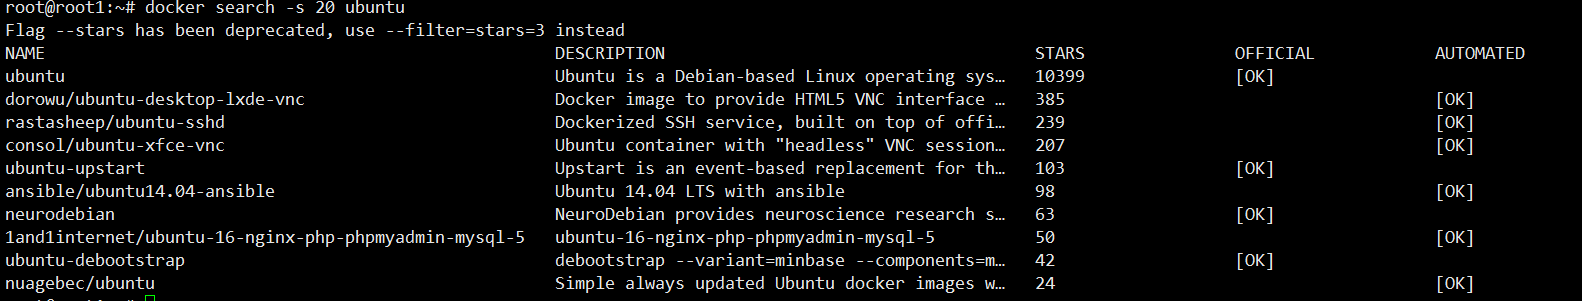 root@root1:~# docker search -s 20 ubuntu
Flag --stars has been deprecated, use --filter=stars=3 instead
NAME DESCRIPTION STARS OFFICIAL AUTOMATED
ubuntu Ubuntu is a Debian-based Linux operating sys… 10399 [OK]
dorowu/ubuntu-desktop-lxde-vnc Docker image to provide HTML5 VNC interface … 385 [OK]
rastasheep/ubuntu-sshd Dockerized SSH service, built on top of offi… 239 [OK]
consol/ubuntu-xfce-vnc Ubuntu container with "headless" VNC session… 207 [OK]
ubuntu-upstart Upstart is an event-based replacement for th… 103 [OK]
ansible/ubuntu14.04-ansible Ubuntu 14.04 LTS with ansible 98 [OK]
neurodebian NeuroDebian provides neuroscience research s… 63 [OK]
1and1internet/ubuntu-16-nginx-php-phpmyadmin-mysql-5 ubuntu-16-nginx-php-phpmyadmin-mysql-5 50 [OK]
ubuntu-debootstrap debootstrap --variant=minbase --components=m… 42 [OK]
nuagebec/ubuntu Simple always updated Ubuntu docker images w… 24 [OK]